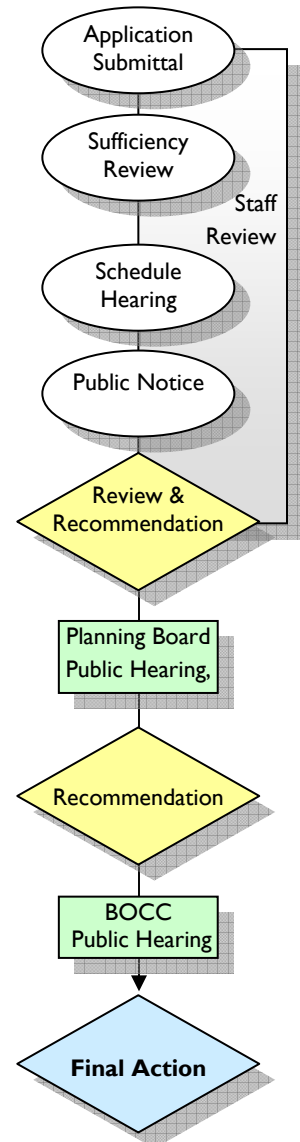 Application
Submittal
Sufficiency
Review
Staff
Review
Schedule
Hearing
Public Notice
Review &
Recommendation
Planning Board
Public Hearing,
Recommendation
BOCC
Public Hearing
Final Action